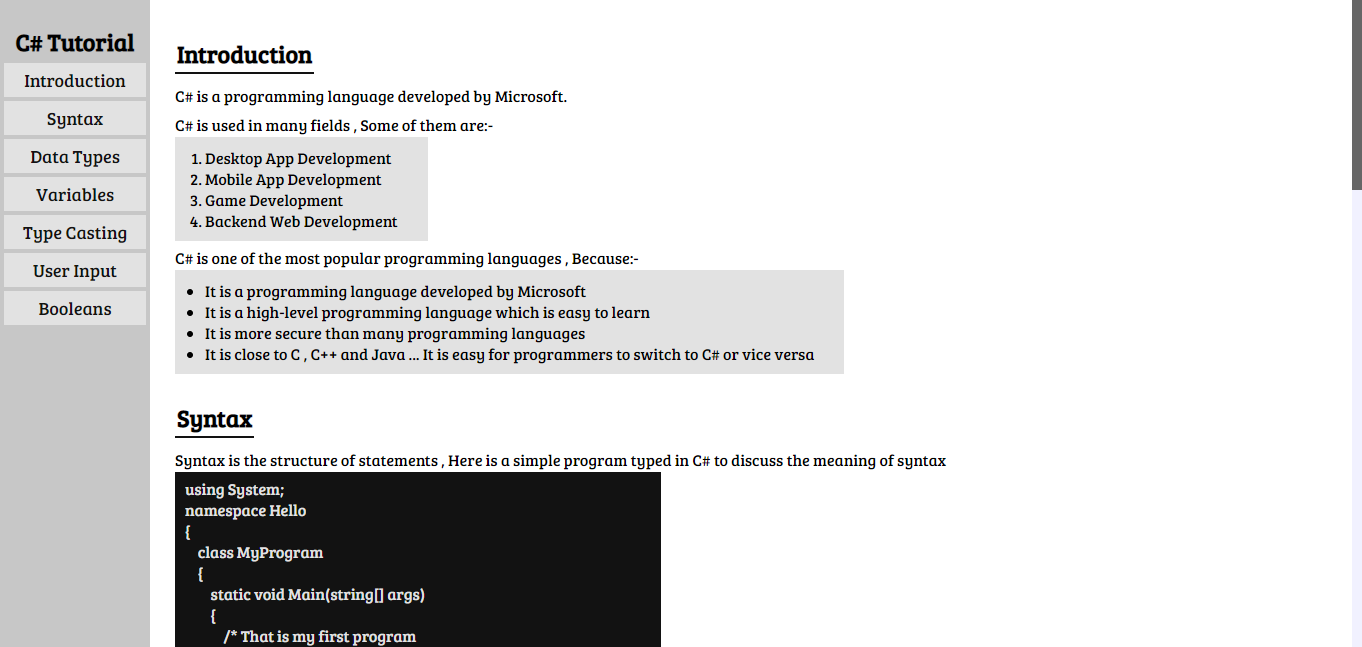 C# Tutorial
Introduction
Syntax
Data Types
Variables
Type Casting
User Input
Booleans
Introduction
C# is a programming language developed by Microsoft.
C# is used in many fields , Some of them are:-
1. Desktop App Development
2. Mobile App Development
3. Game Development
4. Backend Web Development
C# is one of the most popular programming languages , Because:-
• It is a programming language developed by Microsoft
• It is a high-level programming language which is easy to learn
• It is more secure than many programming languages
• It is close to C , C++ and Java ... It is easy for programmers to switch to C# or vice versa
Syntax
Syntax is the structure of statements , Here is a simple program typed in C# to discuss the meaning of syntax
using System;
namespace Hello
{
class MyProgram
{
static void Main(string[] args)
{
/* That is my first program